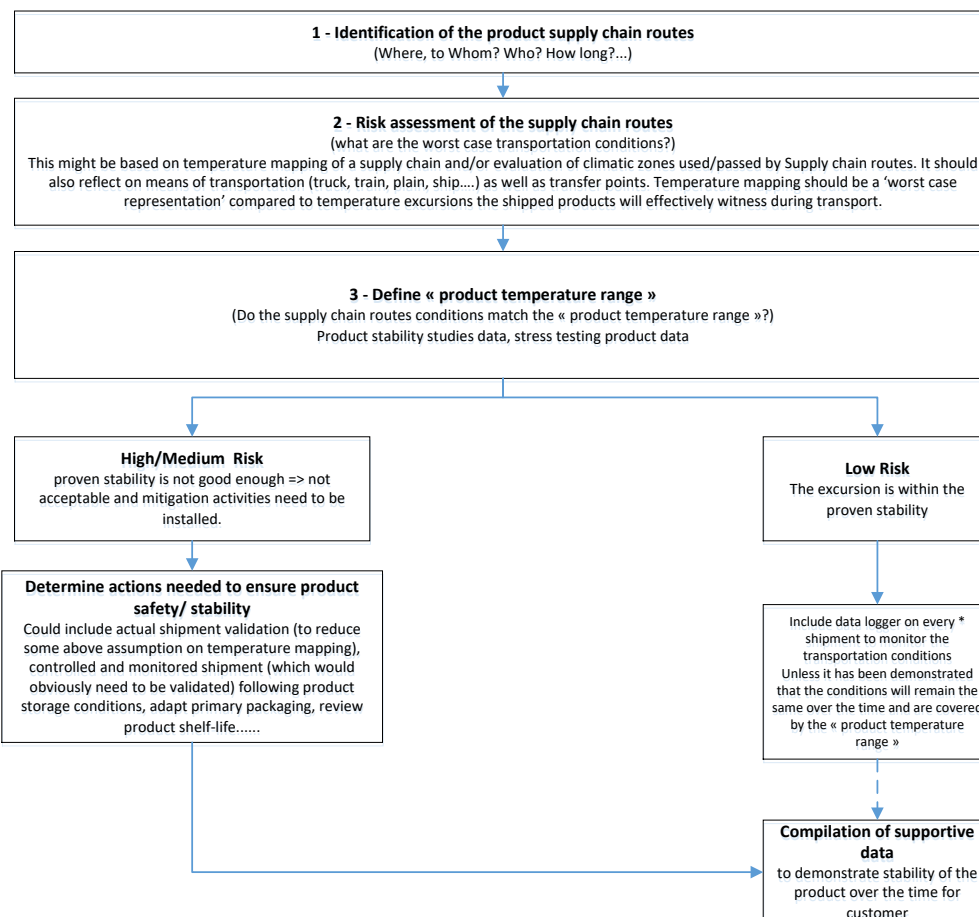 1 - Identification of the product supply chain routes
(Where, to Whom? Who? How long?...)
2 - Risk assessment of the supply chain routes
(what are the worst case transportation conditions?)
This might be based on temperature mapping of a supply chain and/or evaluation of climatic zones used/passed by Supply chain routes. It should
also reflect on means of transportation (truck, train, plain, ship....) as well as transfer points. Temperature mapping should be a ‘worst case
representation’ compared to temperature excursions the shipped products will effectively witness during transport.
3 - Define « product temperature range »
(Do the supply chain routes conditions match the « product temperature range »?)
Product stability studies data, stress testing product data
High/Medium Risk
proven stability is not good enough => not
acceptable and mitigation activities need to be
installed.
Low Risk
The excursion is within the
proven stability
Determine actions needed to ensure product
safety/ stability
Could include actual shipment validation (to reduce
some above assumption on temperature mapping),
controlled and monitored shipment (which would
obviously need to be validated) following product
storage conditions, adapt primary packaging, review
product shelf-life......
Include data logger on every *
shipment to monitor the
transportation conditions
Unless it has been demonstrated
that the conditions will remain the
same over the time and are covered
by the « product temperature
range »
Compilation of supportive
data
to demonstrate stability of the
product over the time for
customer